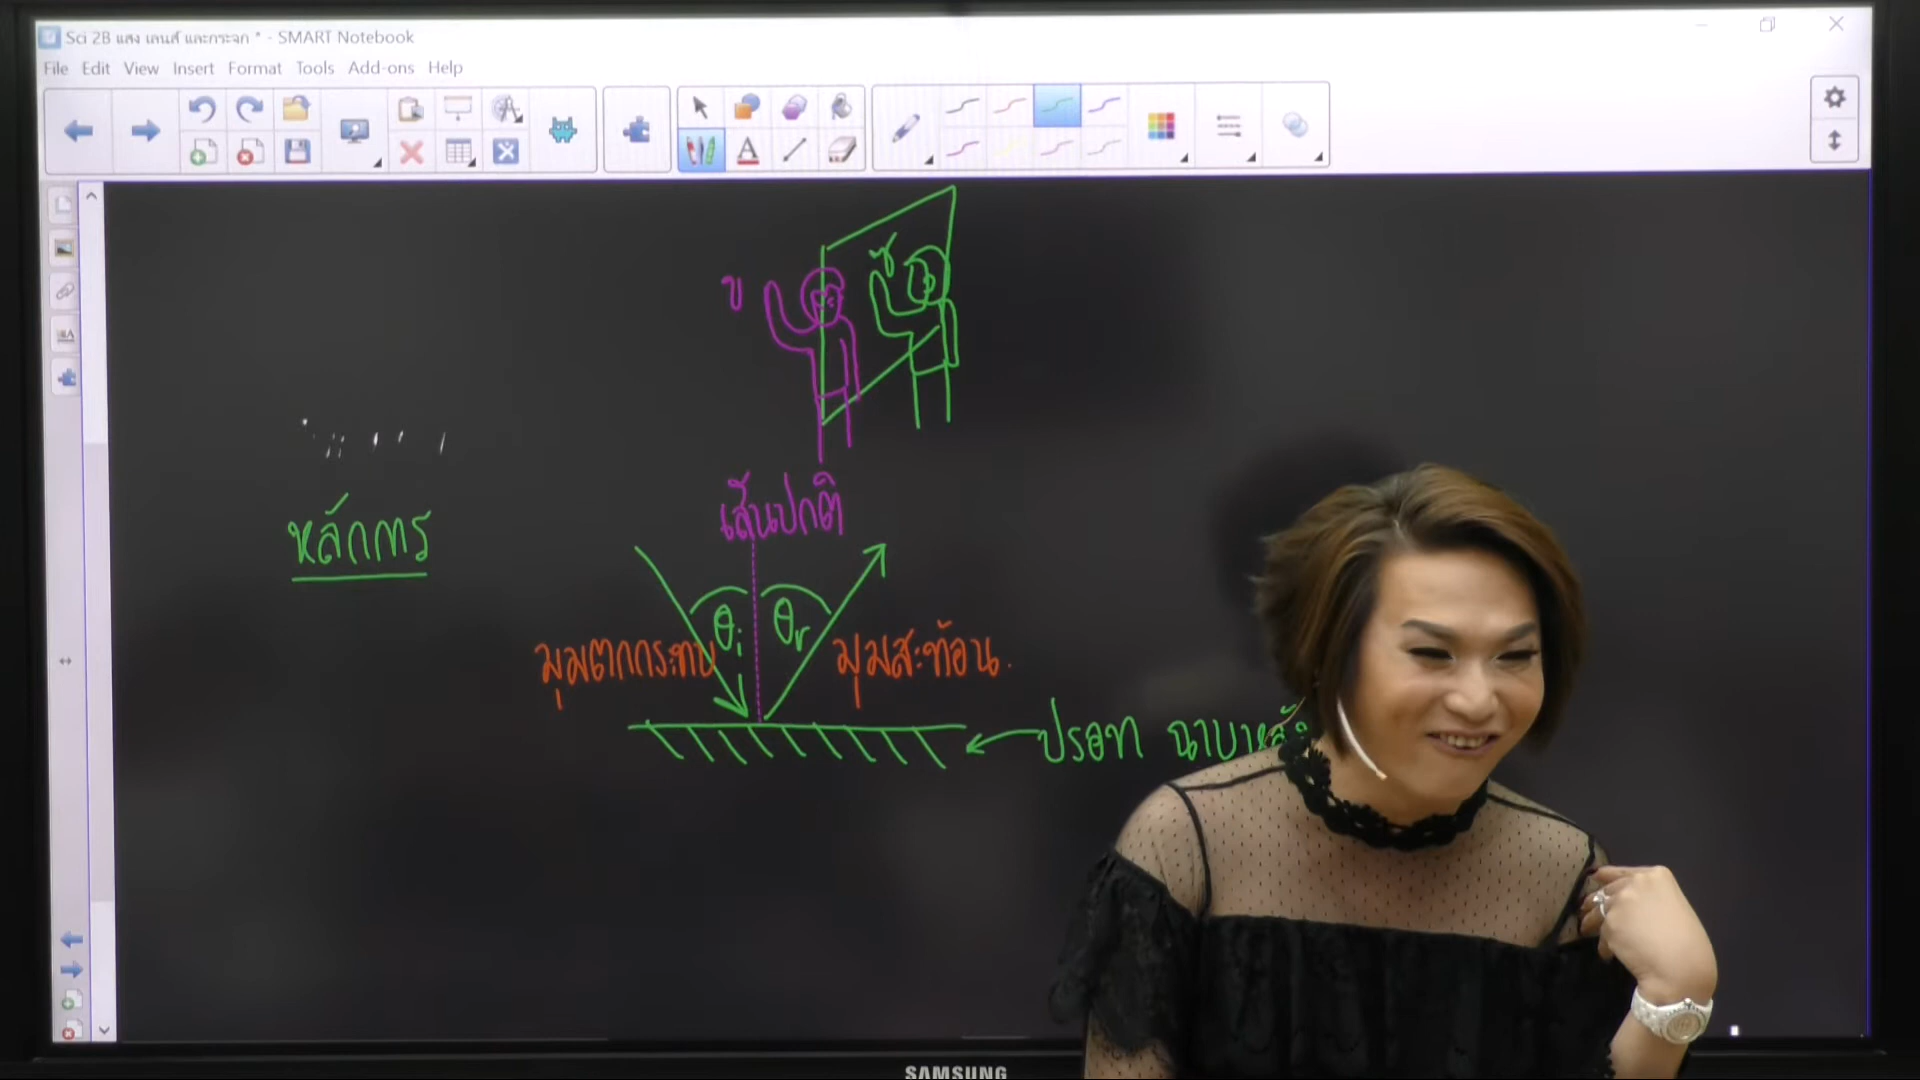 Sci 2B แสง เลนส์ และกระจก * - SMART Notebook
File Edit View Insert Format Tools Add-ons Help
ข
ซ
หลักการ
เส้นปกติ
θi θr
มุมตกกระทบ มุมสะท้อน.
ปรอท ฉาบหลัง
SAMSUNG